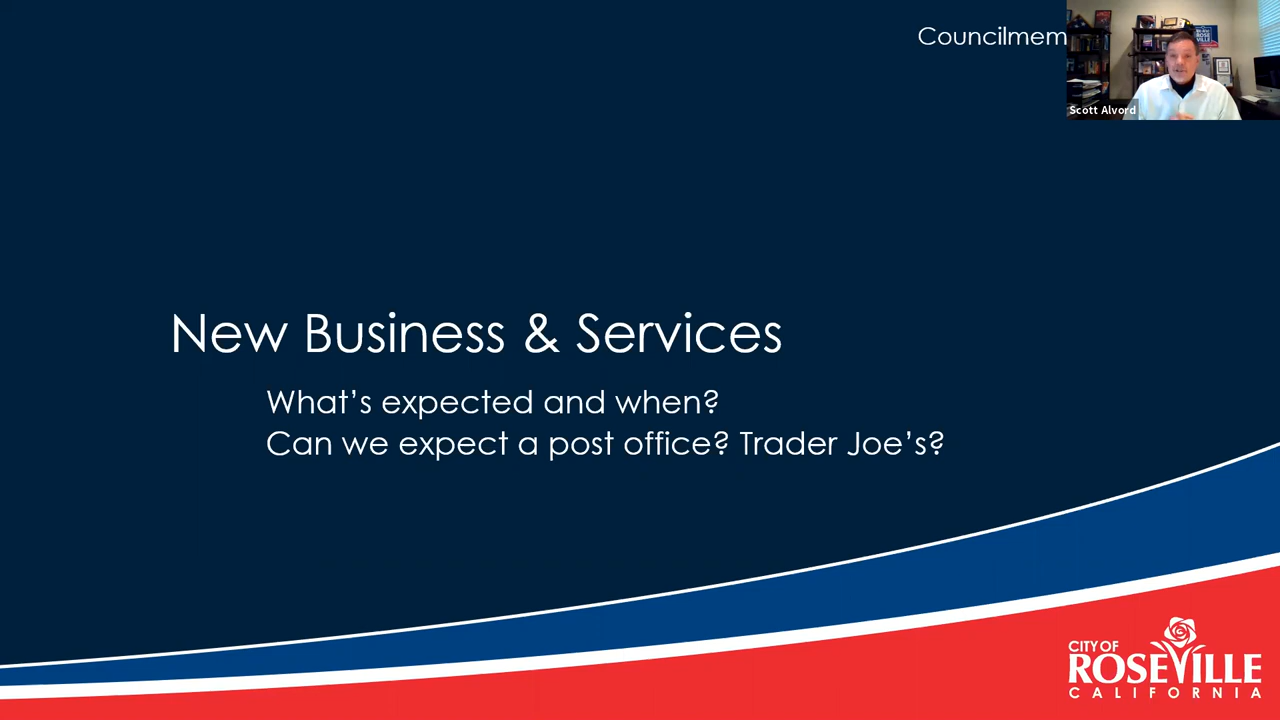 Councilmem
Scott Alvord
New Business & Services
What's expected and when?
Can we expect a post office? Trader Joe's?
CITY OF
ROSEVILLE
CALIFORNIA